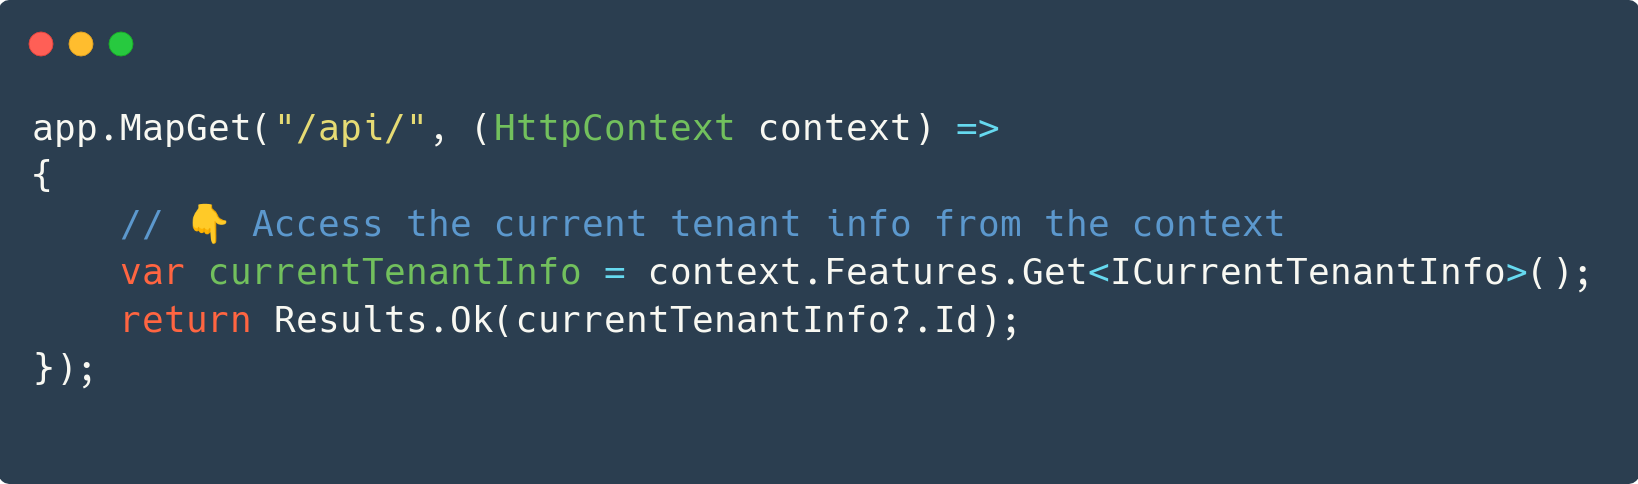 app.MapGet("/api/", (HttpContext context) =>
{
    // 👇 Access the current tenant info from the context
    var currentTenantInfo = context.Features.Get<ICurrentTenantInfo>();
    return Results.Ok(currentTenantInfo?.Id);
});